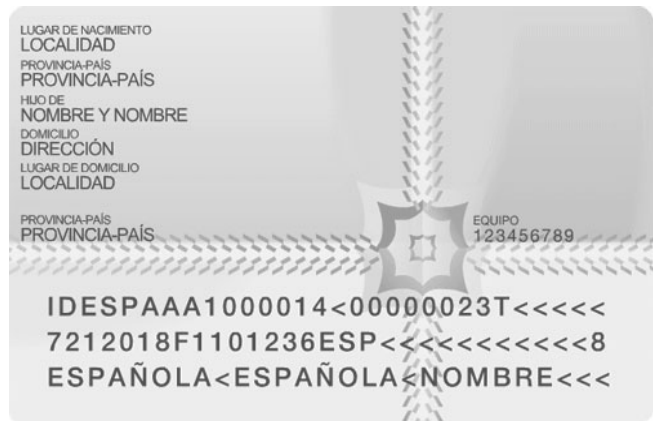 LUGAR DE NACIMIENTO
LOCALIDAD
PROVINCIA-PAÍS
PROVINCIA-PAÍS
HIJO DE
NOMBRE Y NOMBRE
DOMICILIO
DIRECCIÓN
LUGAR DE DOMICILIO
LOCALIDAD
PROVINCIA-PAÍS
PROVINCIA-PAÍS
EQUIPO
123456789
IDESPAAA1000014<00000023T<<<<<
7212018F1101236ESP<<<<<<<<<<<8
ESPAÑOLA<ESPAÑOLA<NOMBRE<<<